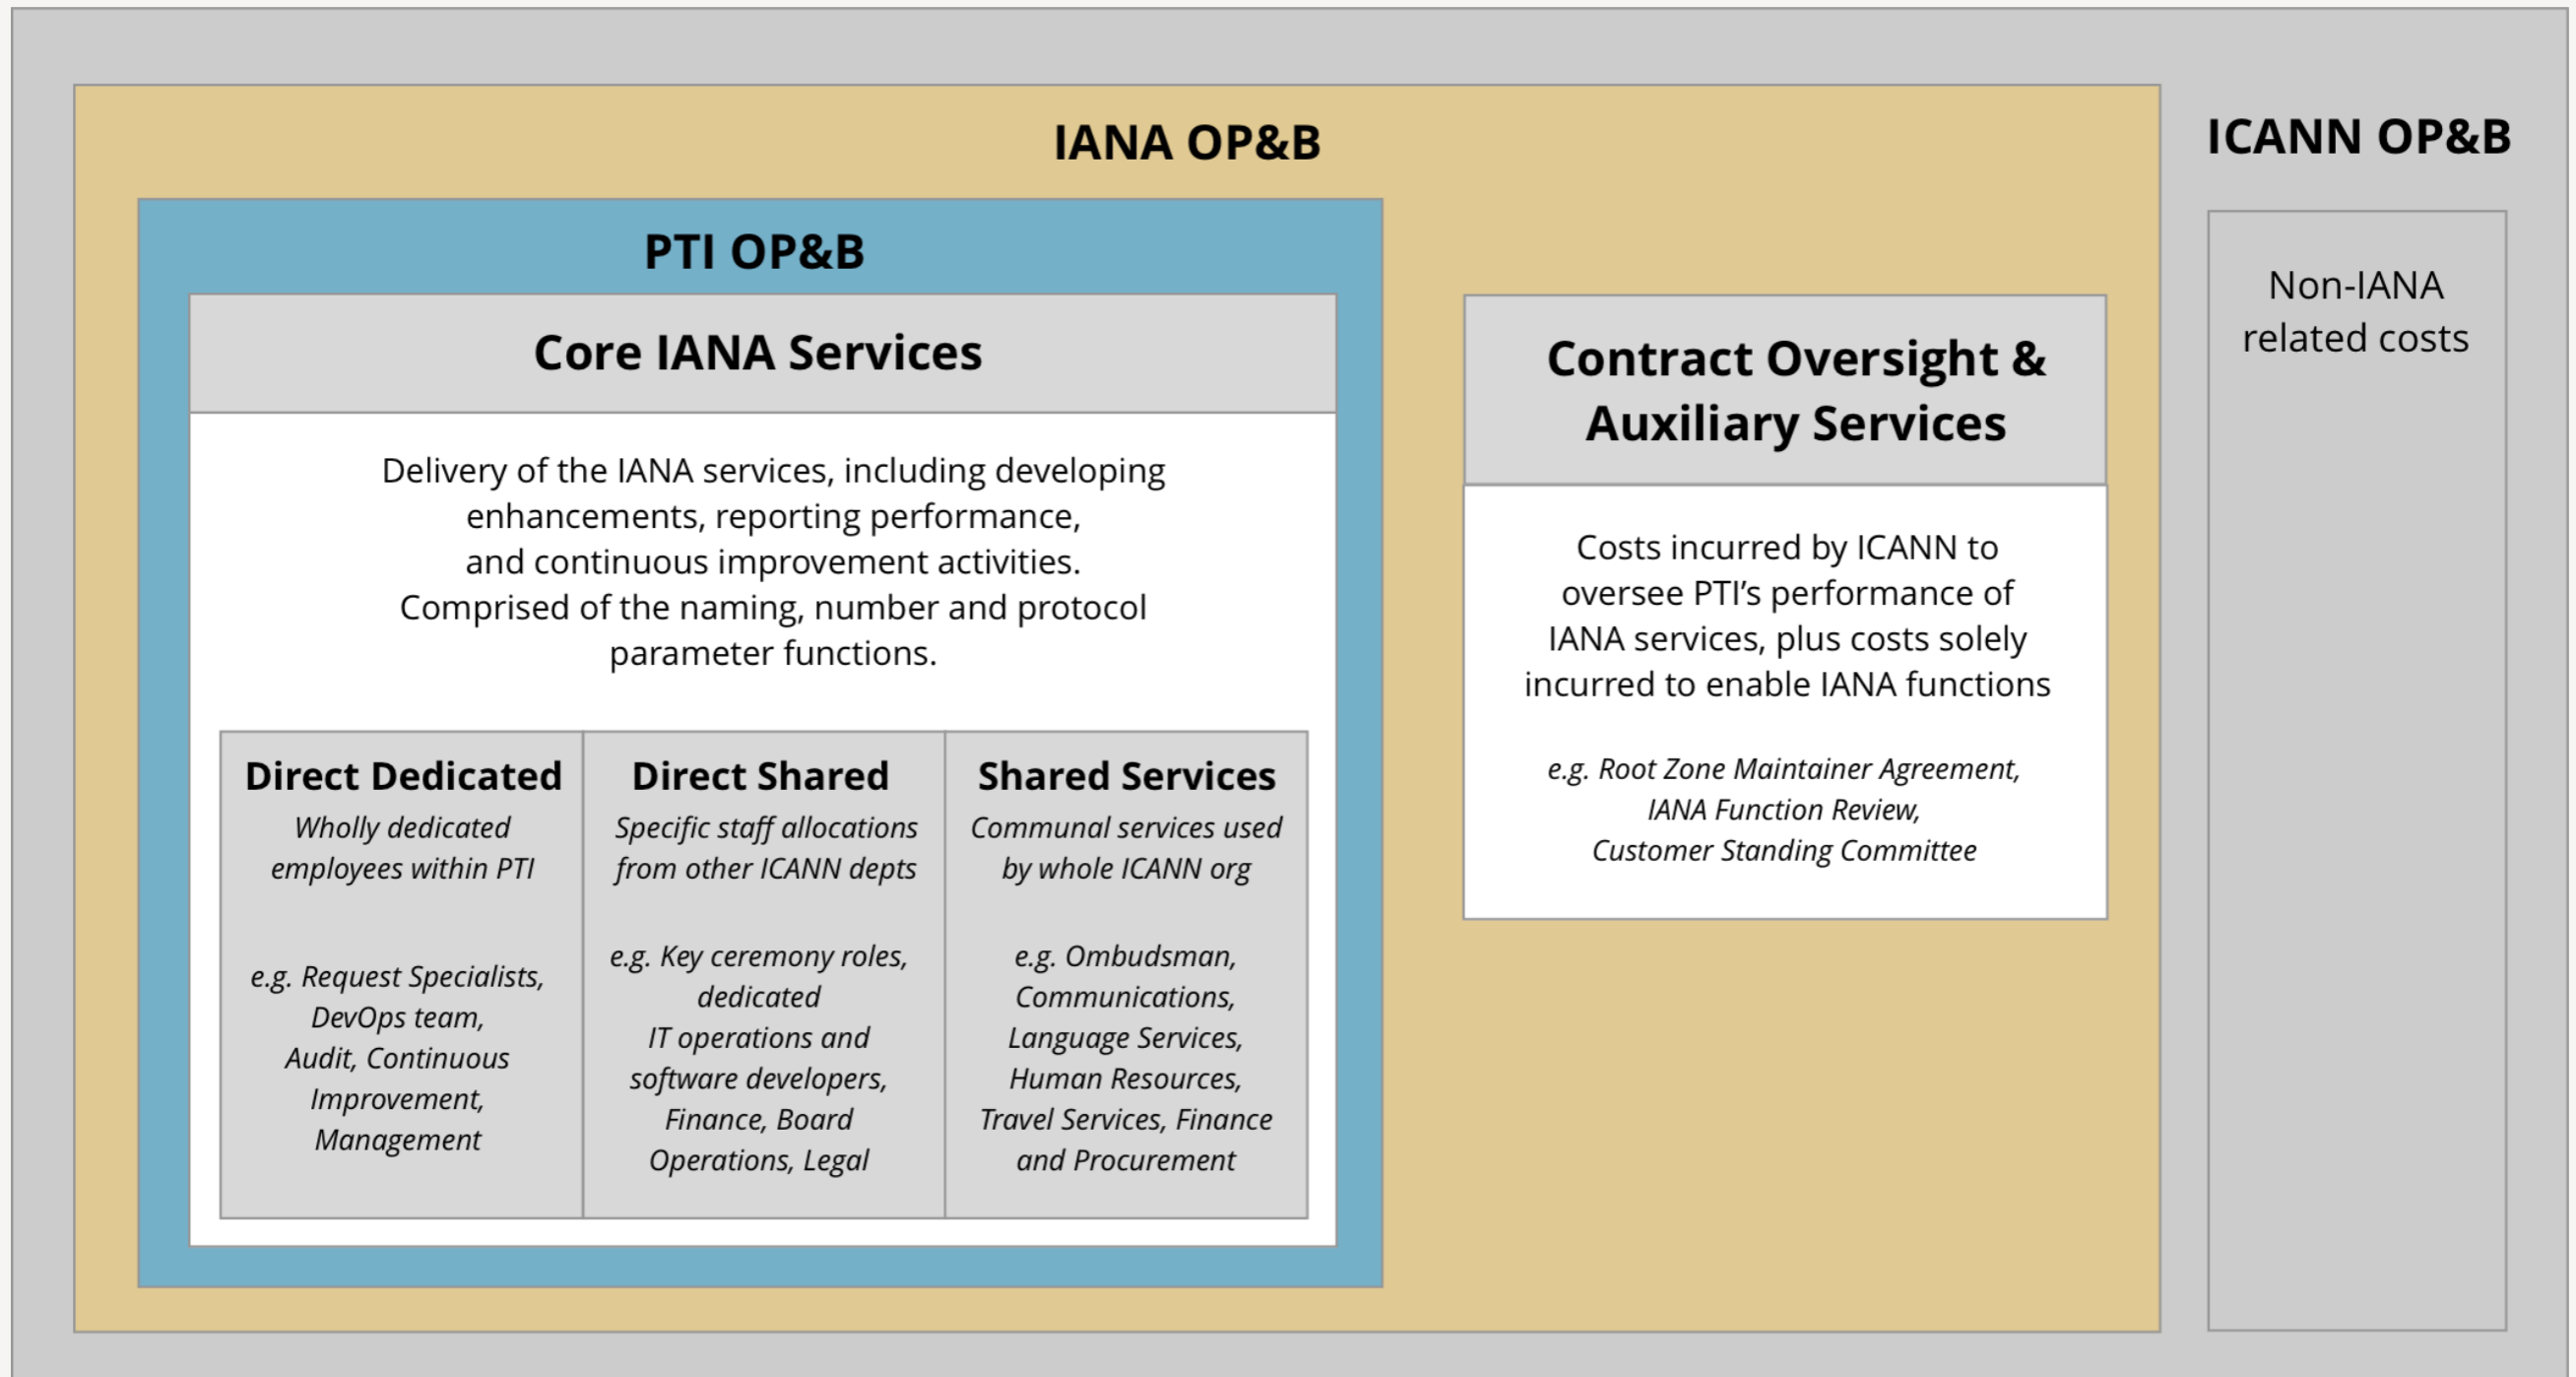 IANA OP&B
ICANN OP&B
PTI OP&B
Core IANA Services
Delivery of the IANA services, including developing
enhancements, reporting performance,
and continuous improvement activities.
Comprised of the naming, number and protocol
parameter functions.
Direct Dedicated
Wholly dedicated
employees within PTI
e.g. Request Specialists,
DevOps team,
Audit, Continuous
Improvement,
Management
Direct Shared
Specific staff allocations
from other ICANN depts
e.g. Key ceremony roles,
dedicated
IT operations and
software developers,
Finance, Board
Operations, Legal
Shared Services
Communal services used
by whole ICANN org
e.g. Ombudsman,
Communications,
Language Services,
Human Resources,
Travel Services, Finance
and Procurement
Contract Oversight &
Auxiliary Services
Costs incurred by ICANN to
oversee PTI’s performance of
IANA services, plus costs solely
incurred to enable IANA functions
e.g. Root Zone Maintainer Agreement,
IANA Function Review,
Customer Standing Committee
Non-IANA
related costs